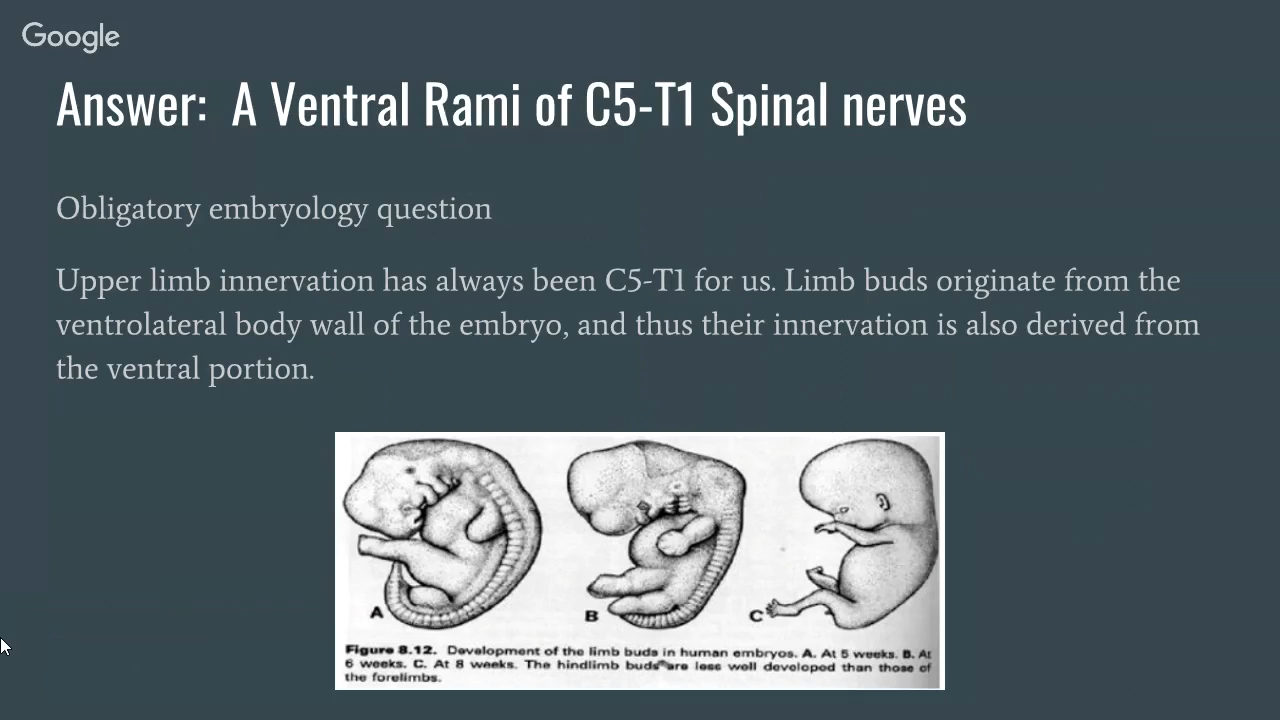 Google
Answer:  A Ventral Rami of C5-T1 Spinal nerves
Obligatory embryology question
Upper limb innervation has always been C5-T1 for us. Limb buds originate from the
ventrolateral body wall of the embryo, and thus their innervation is also derived from
the ventral portion.
A
B
C
Figure 8.12. Development of the limb buds in human embryos. A. At 5 weeks. B. At
6 weeks. C. At 8 weeks. The hindlimb buds are less well developed than those of
the forelimbs.